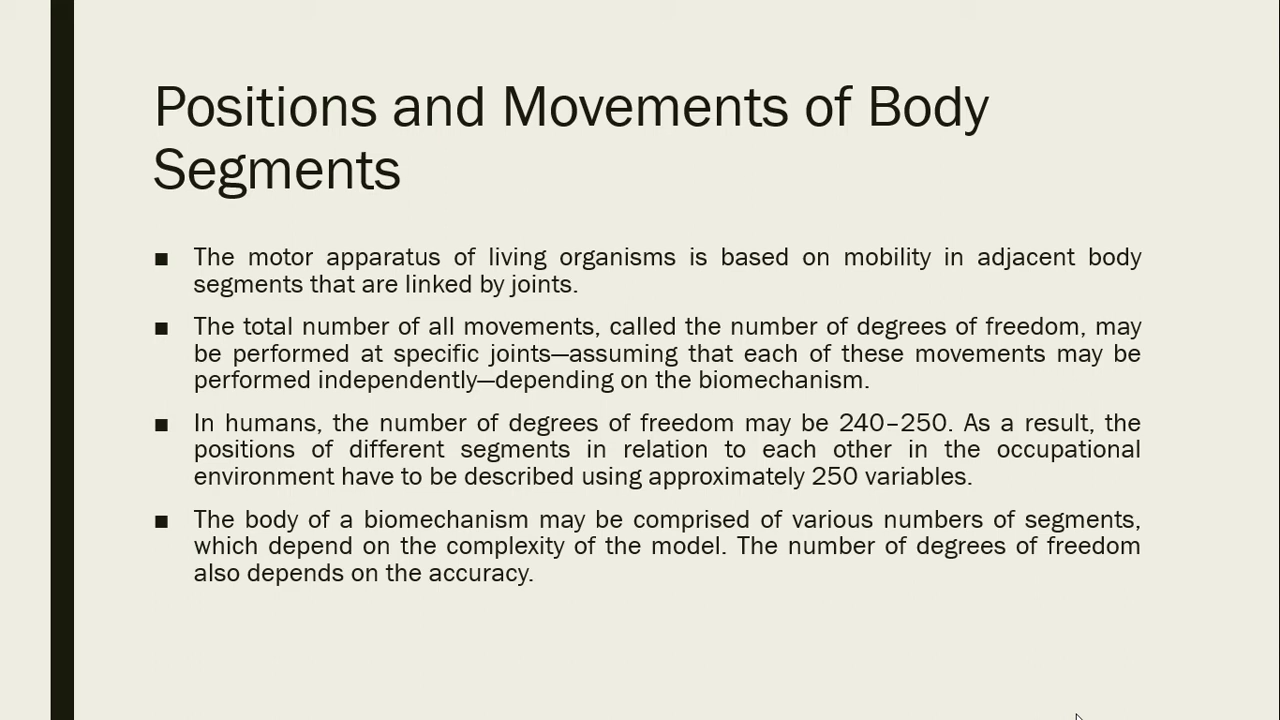 Positions and Movements of Body
Segments
■ The motor apparatus of living organisms is based on mobility in adjacent body
segments that are linked by joints.
■ The total number of all movements, called the number of degrees of freedom, may
be performed at specific joints—assuming that each of these movements may be
performed independently—depending on the biomechanism.
■ In humans, the number of degrees of freedom may be 240–250. As a result, the
positions of different segments in relation to each other in the occupational
environment have to be described using approximately 250 variables.
■ The body of a biomechanism may be comprised of various numbers of segments,
which depend on the complexity of the model. The number of degrees of freedom
also depends on the accuracy.